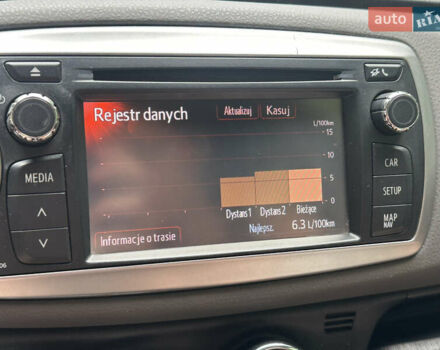 auto RIA
Rejestr danych
Aktualizuj
Kasuj
L/100km
15
10
5
0
Dystans 1
Dystans 2
Bieżące
Najlepsz.
6.3 L/100km
Informacje o trasie
MEDIA
CAR
SETUP
MAP
NAV
06